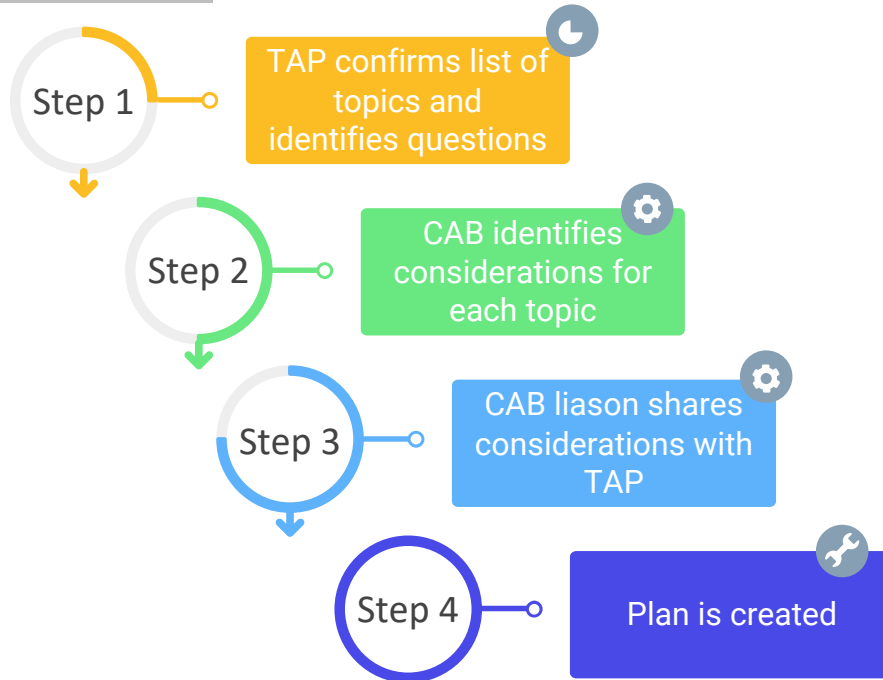 Step 1
TAP confirms list of
topics and
identifies questions
Step 2
CAB identifies
considerations for
each topic
Step 3
CAB liason shares
considerations with
TAP
Step 4
Plan is created